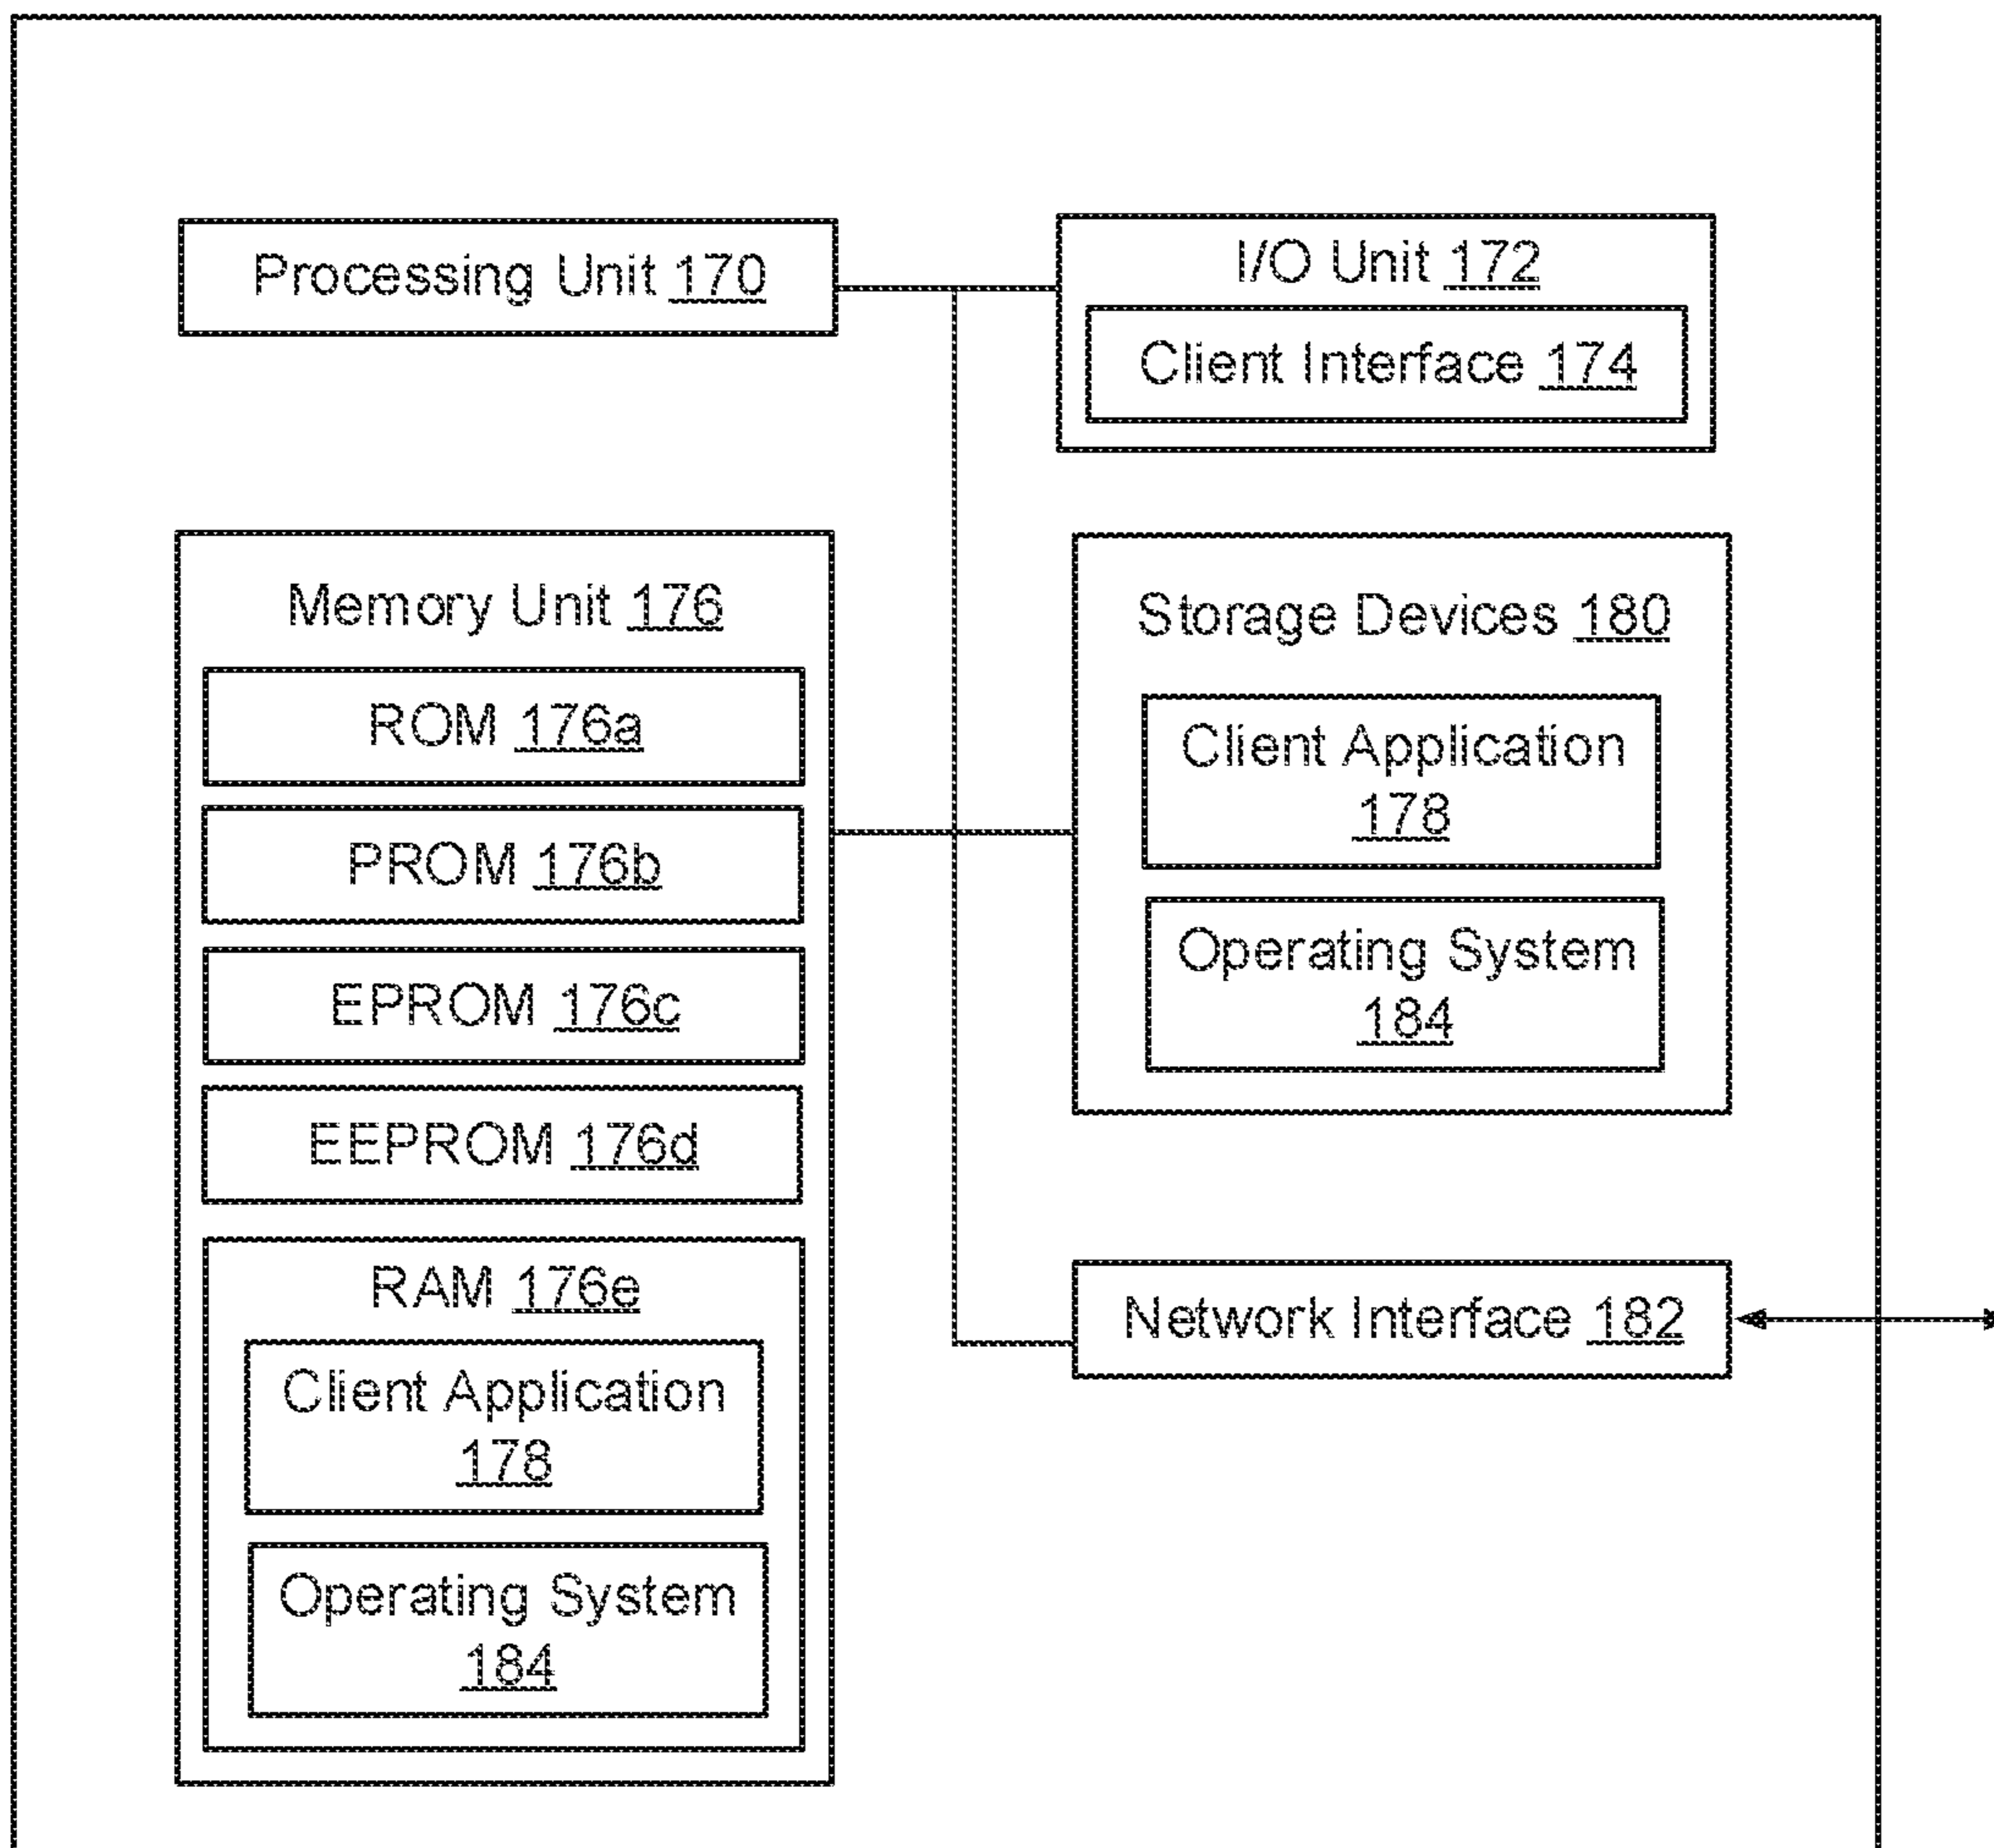 Processing Unit 170
I/O Unit 172
Client Interface 174
Memory Unit 176
ROM 176a
PROM 176b
EPROM 176c
EEPROM 176d
RAM 176e
Client Application
178
Operating System
184
Storage Devices 180
Client Application
178
Operating System
184
Network Interface 182